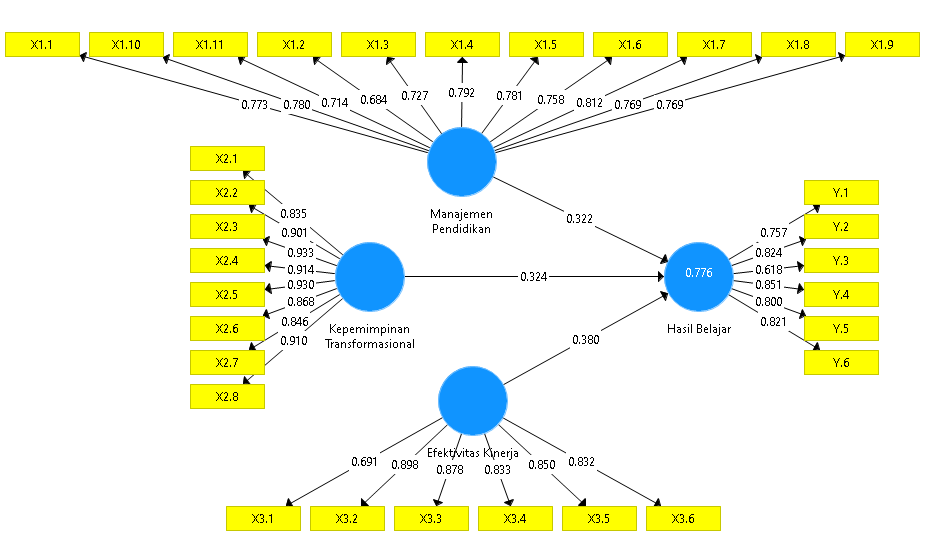 X1.1 X1.10 X1.11 X1.2 X1.3 X1.4 X1.5 X1.6 X1.7 X1.8 X1.9
0.773 0.780 0.714 0.684 0.727 0.792 0.781 0.758 0.812 0.769 0.769
Manajemen
Pendidikan
X2.1
X2.2
X2.3
X2.4
X2.5
X2.6
X2.7
X2.8
0.835
0.901
0.933
0.914
0.930
0.868
0.846
0.910
Kepemimpinan
Transformasional
0.322
0.324
0.380
0.776
Hasil Belajar
0.757
0.824
0.618
0.851
0.800
0.821
Y.1
Y.2
Y.3
Y.4
Y.5
Y.6
Efektivitas Kinerja
0.691 0.898 0.878 0.833 0.850 0.832
X3.1 X3.2 X3.3 X3.4 X3.5 X3.6